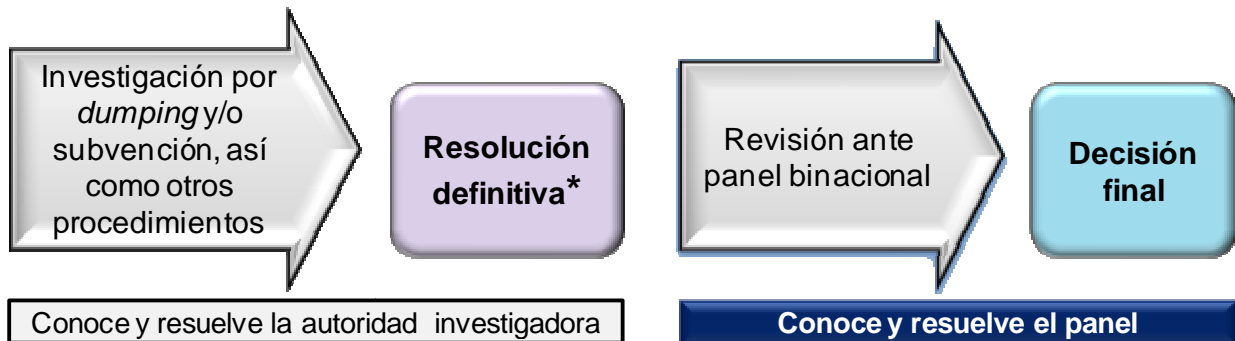 Investigación por
dumping y/o
subvención, así
como otros
procedimientos
Resolución
definitiva*
Revisión ante
panel binacional
Decisión
final
Conoce y resuelve la autoridad investigadora
Conoce y resuelve el panel